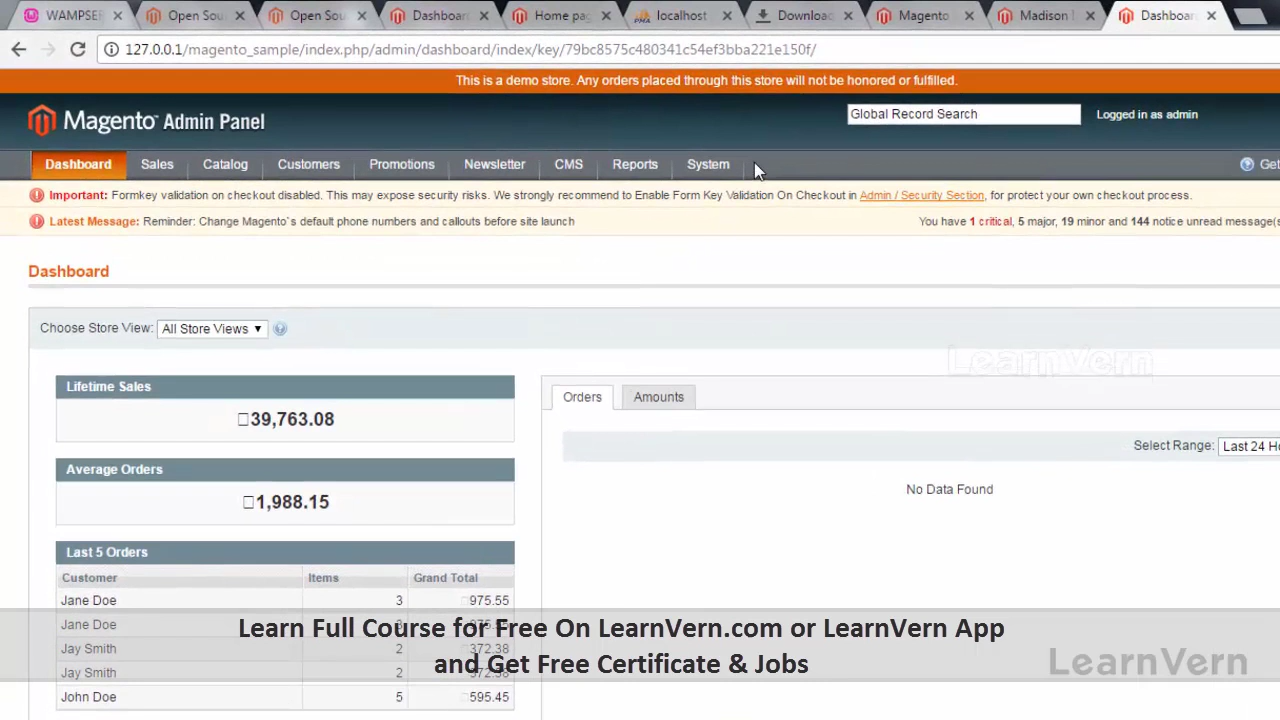 WAMPSER Open Sou Open Sou Dashboar Home pag localhost Download Magento Madison Dashboar
127.0.0.1/magento_sample/index.php/admin/dashboard/index/key/79bc8575c480341c54ef3bba221e150f/
This is a demo store. Any orders placed through this store will not be honored or fulfilled.
Magento Admin Panel Global Record Search Logged in as admin
Dashboard Sales Catalog Customers Promotions Newsletter CMS Reports System Get
Important: Formkey validation on checkout disabled. This may expose security risks. We strongly recommend to Enable Form Key Validation On Checkout in Admin / Security Section, for protect your own checkout process.
Latest Message: Reminder: Change Magento`s default phone numbers and callouts before site launch You have 1 critical, 5 major, 19 minor and 144 notice unread message(s
Dashboard
Choose Store View: All Store Views
LearnVern
Lifetime Sales
39,763.08
Orders Amounts
Select Range: Last 24 Ho
Average Orders
1,988.15
No Data Found
Last 5 Orders
Customer Items Grand Total
Jane Doe 3 975.55
Jane Doe
Jay Smith 2 372.38
Jay Smith 2
John Doe 5 595.45
Learn Full Course for Free On LearnVern.com or LearnVern App
and Get Free Certificate & Jobs
LearnVern